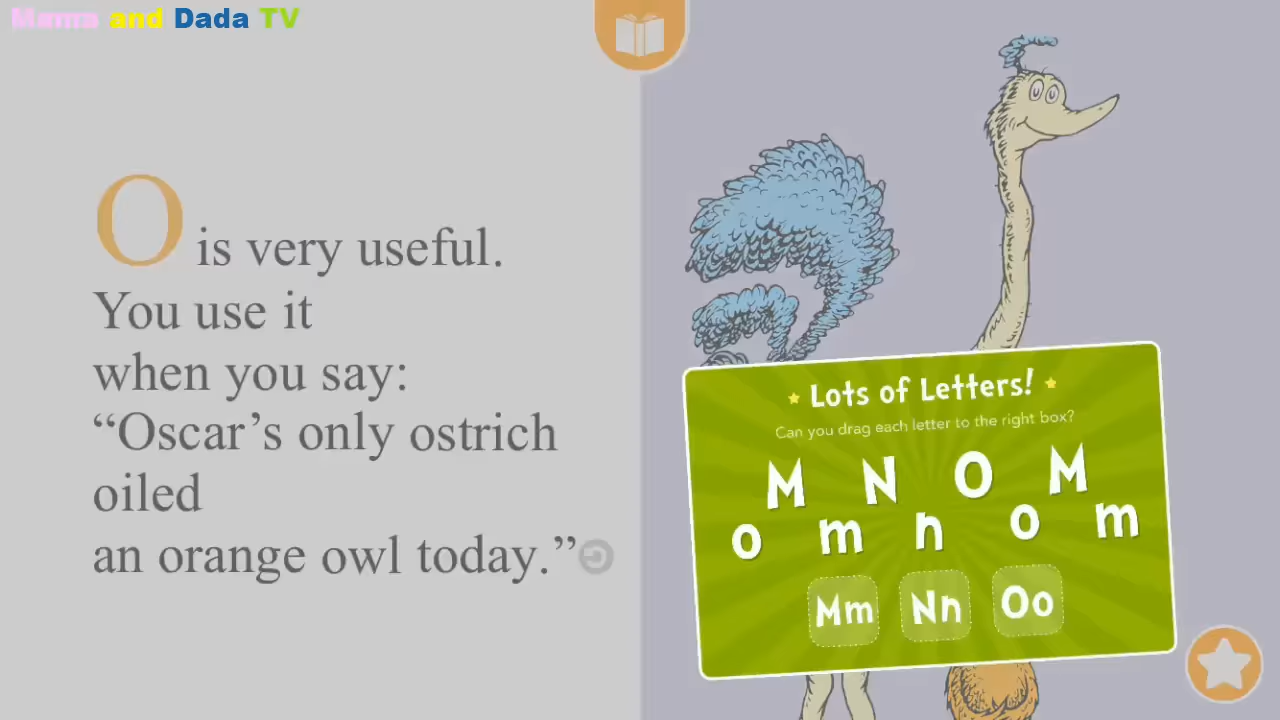 Mama and Dada TV
O is very useful.
You use it
when you say:
“Oscar’s only ostrich
oiled
an orange owl today.”
Lots of Letters!
Can you drag each letter to the right box?
M N O M
o m n o m
Mm Nn Oo